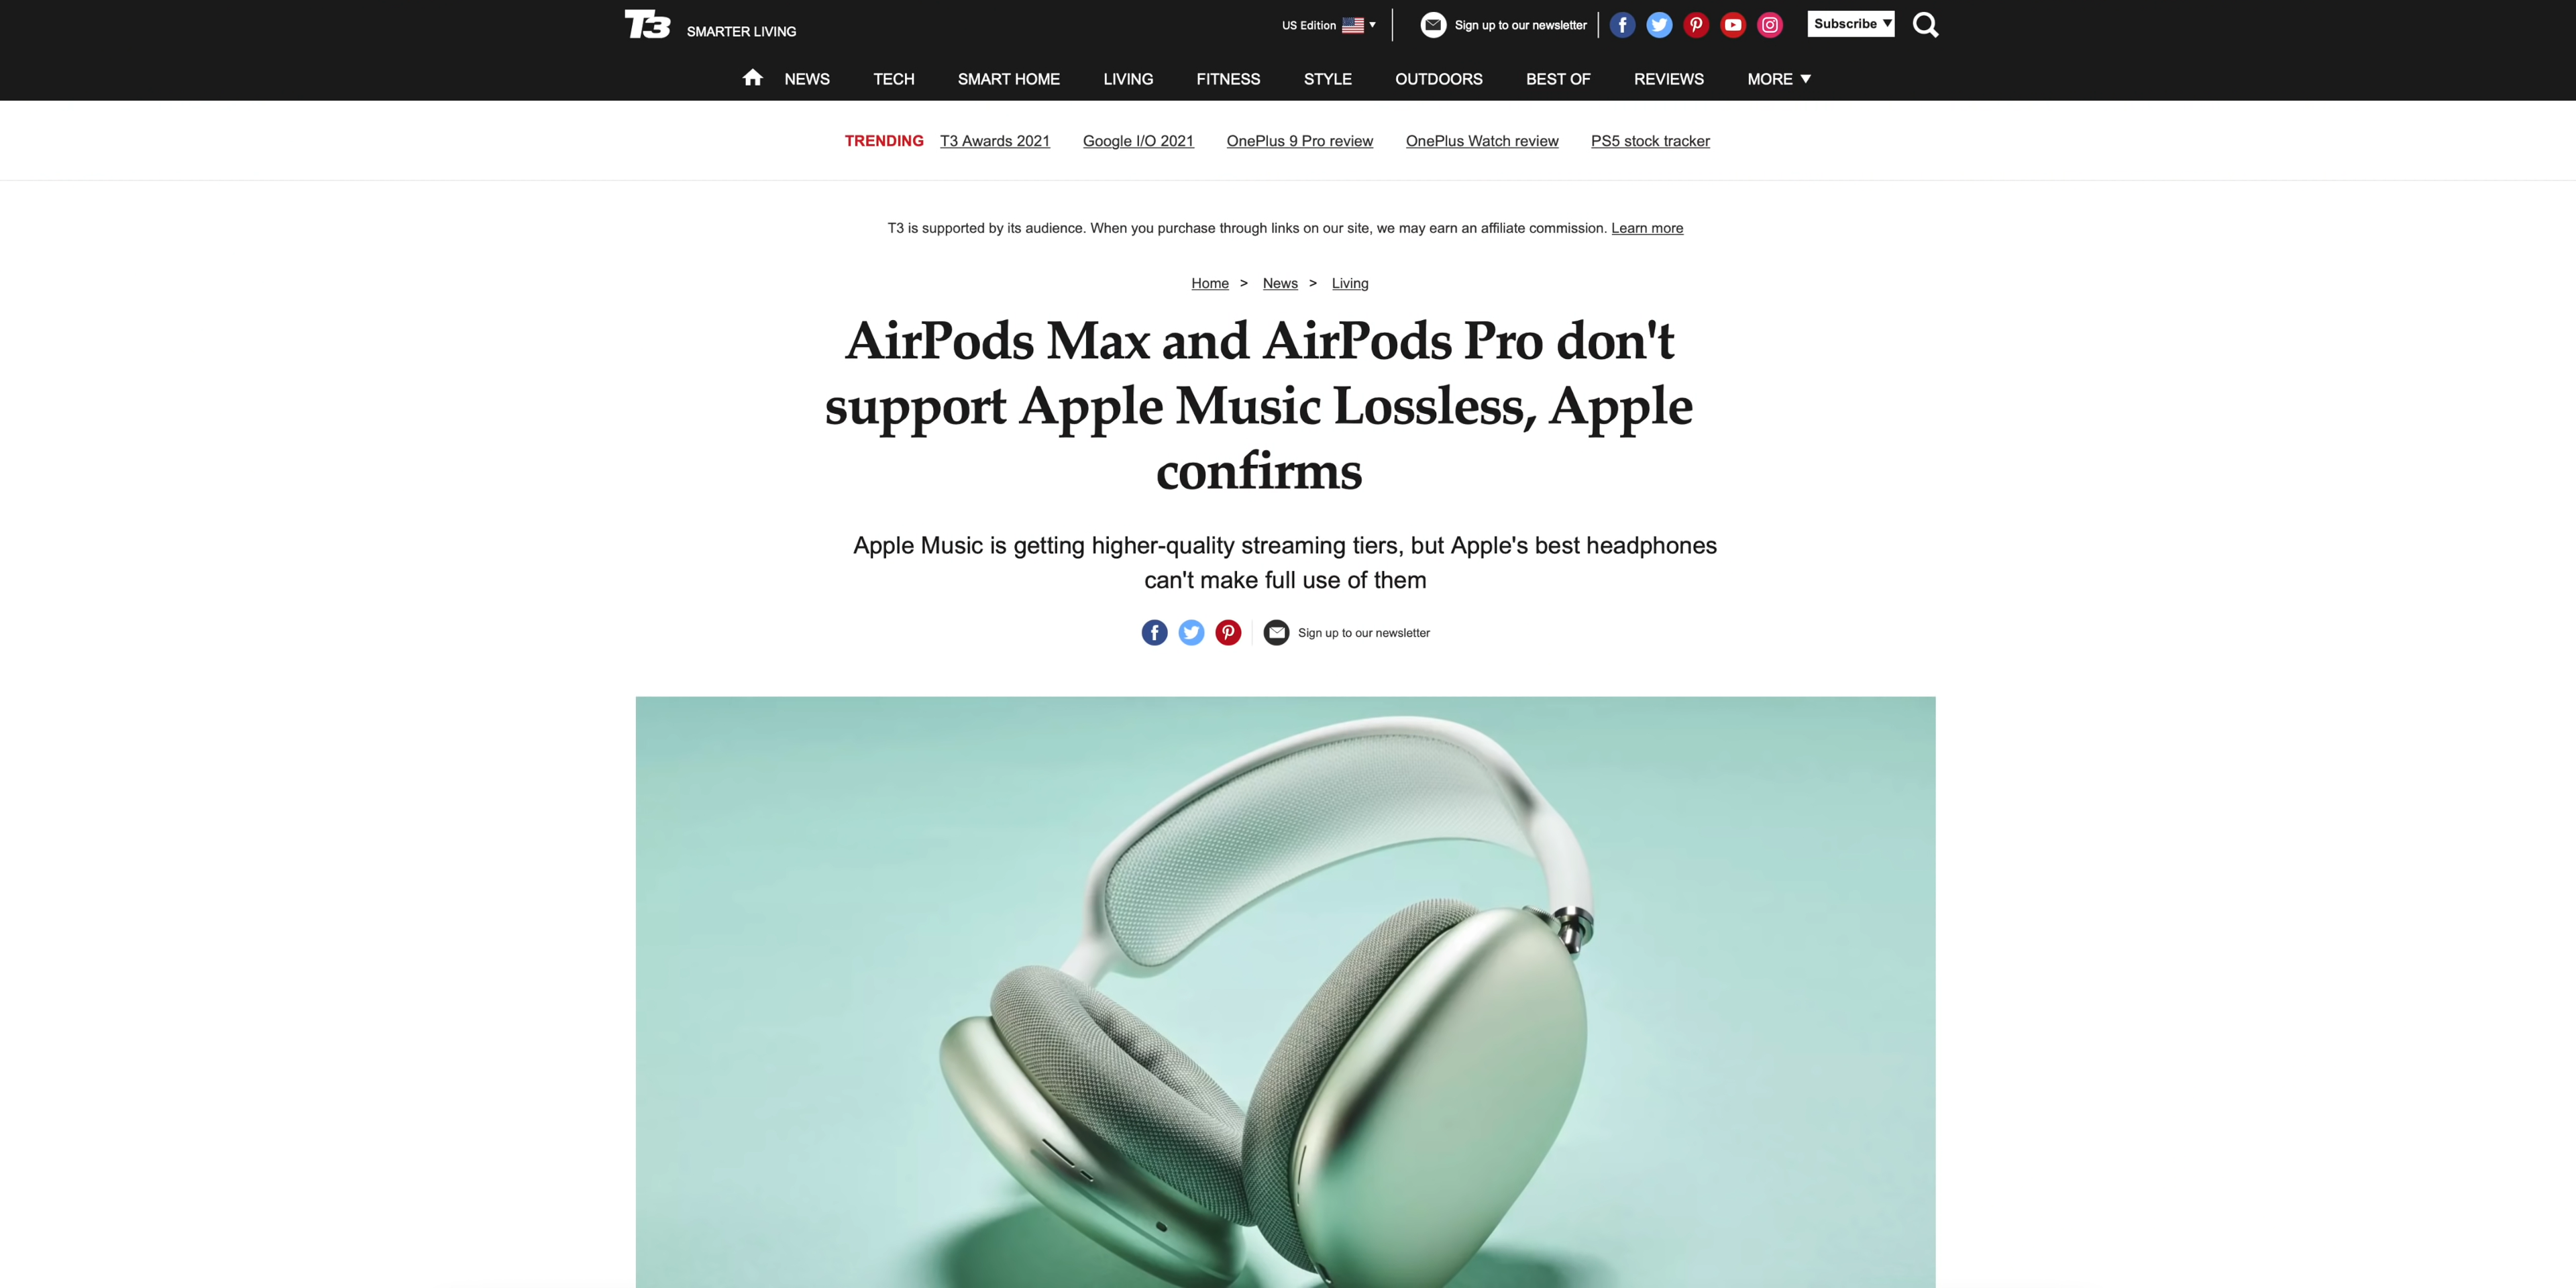 T3 SMARTER LIVING
US Edition
Sign up to our newsletter
Subscribe
NEWS TECH SMART HOME LIVING FITNESS STYLE OUTDOORS BEST OF REVIEWS MORE
TRENDING T3 Awards 2021 Google I/O 2021 OnePlus 9 Pro review OnePlus Watch review PS5 stock tracker
T3 is supported by its audience. When you purchase through links on our site, we may earn an affiliate commission. Learn more
Home > News > Living
AirPods Max and AirPods Pro don't
support Apple Music Lossless, Apple
confirms
Apple Music is getting higher-quality streaming tiers, but Apple's best headphones
can't make full use of them
Sign up to our newsletter